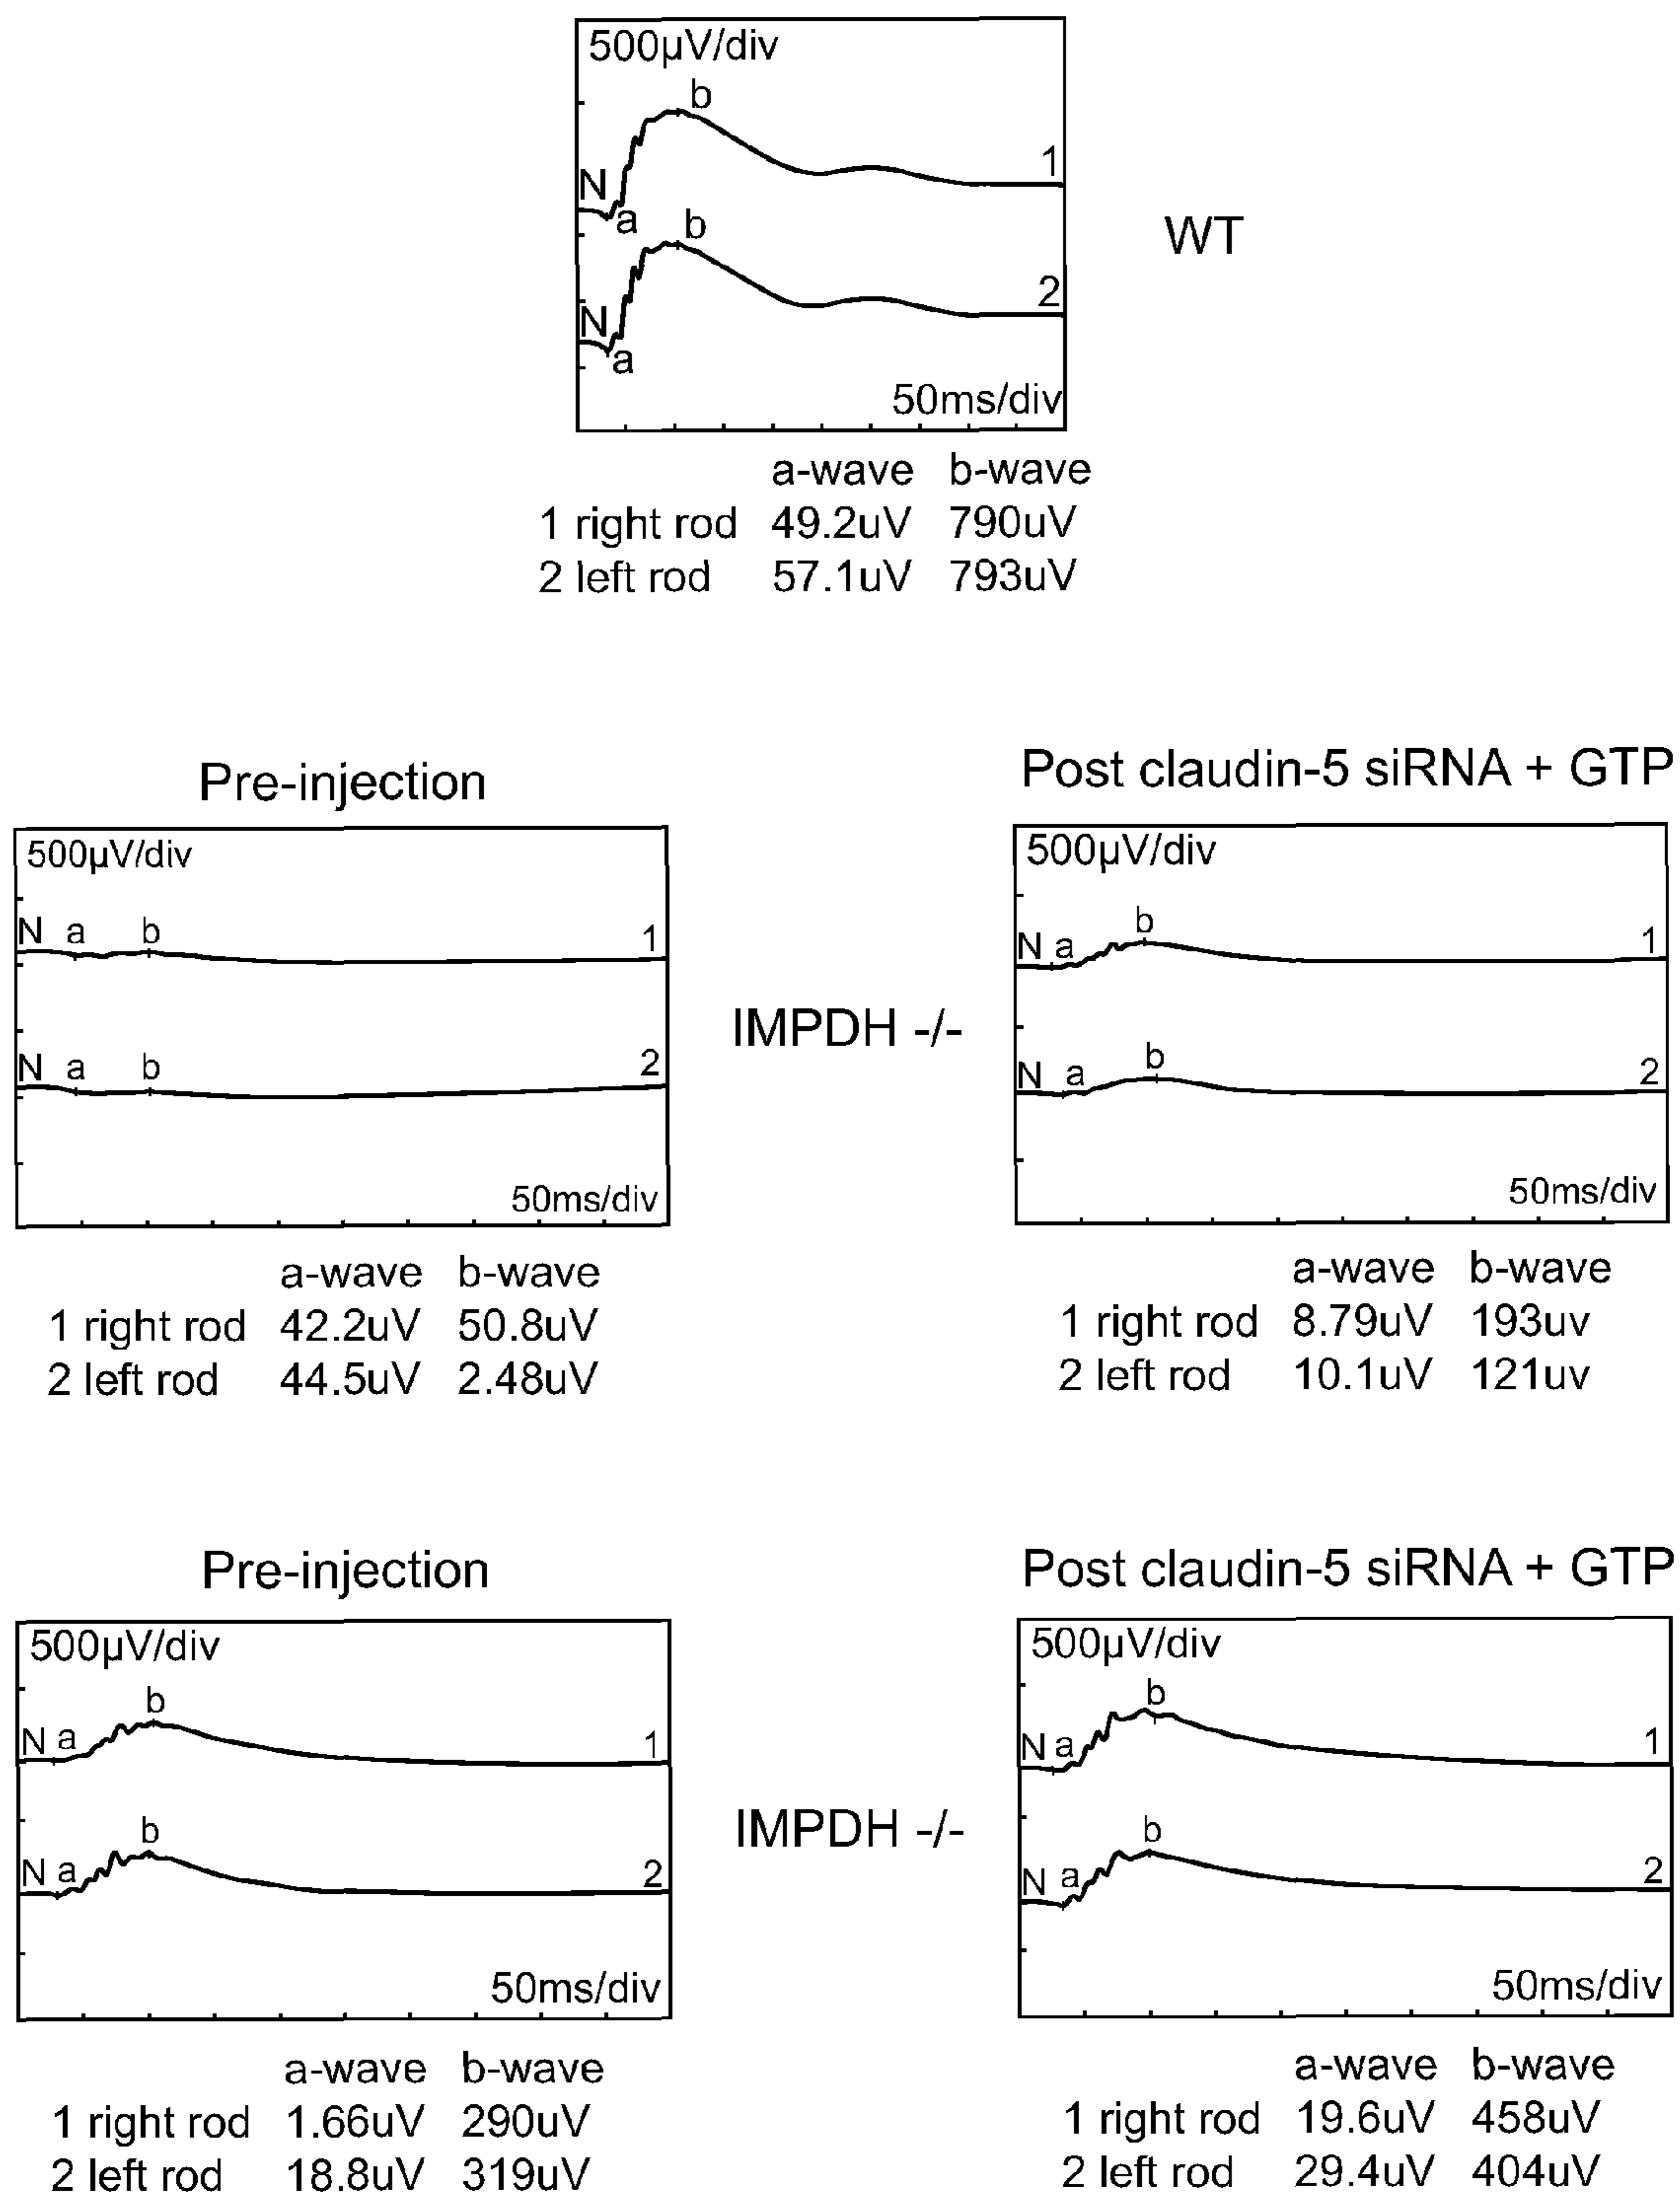 500µV/div
b
1
N
a
b
2
N
a
50ms/div
WT
a-wave b-wave
1 right rod 49.2uV 790uV
2 left rod 57.1uV 793uV
Pre-injection
500µV/div
N a b 1
N a b 2
50ms/div
a-wave b-wave
1 right rod 42.2uV 50.8uV
2 left rod 44.5uV 2.48uV
IMPDH -/-
Post claudin-5 siRNA + GTP
500µV/div
b
N a 1
b
N a 2
50ms/div
a-wave b-wave
1 right rod 8.79uV 193uv
2 left rod 10.1uV 121uv
Pre-injection
500µV/div
b
N a 1
b
N a 2
50ms/div
a-wave b-wave
1 right rod 1.66uV 290uV
2 left rod 18.8uV 319uV
IMPDH -/-
Post claudin-5 siRNA + GTP
500µV/div
b
N a 1
b
N a 2
50ms/div
a-wave b-wave
1 right rod 19.6uV 458uV
2 left rod 29.4uV 404uV